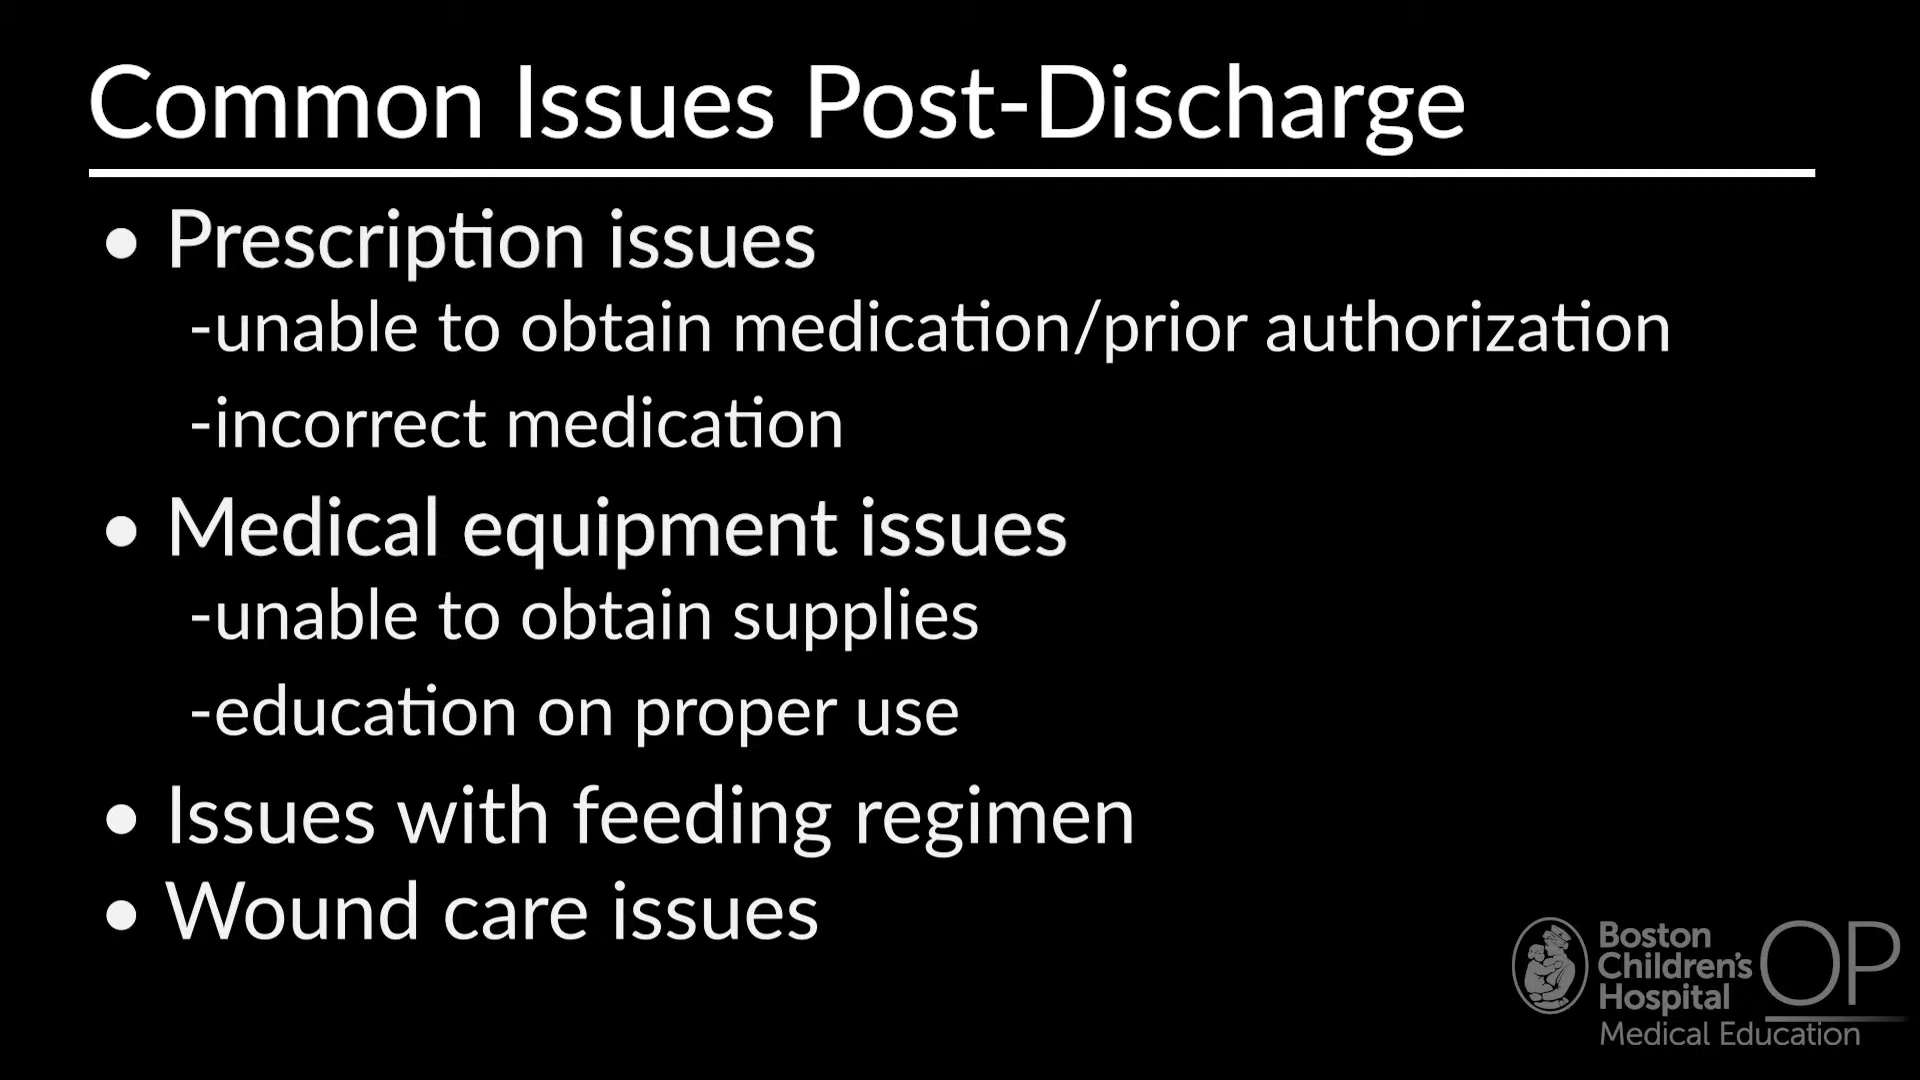 Common Issues Post-Discharge
• Prescription issues
-unable to obtain medication/prior authorization
-incorrect medication
• Medical equipment issues
-unable to obtain supplies
-education on proper use
• Issues with feeding regimen
• Wound care issues
Boston
Children's
Hospital
OP
Medical Education